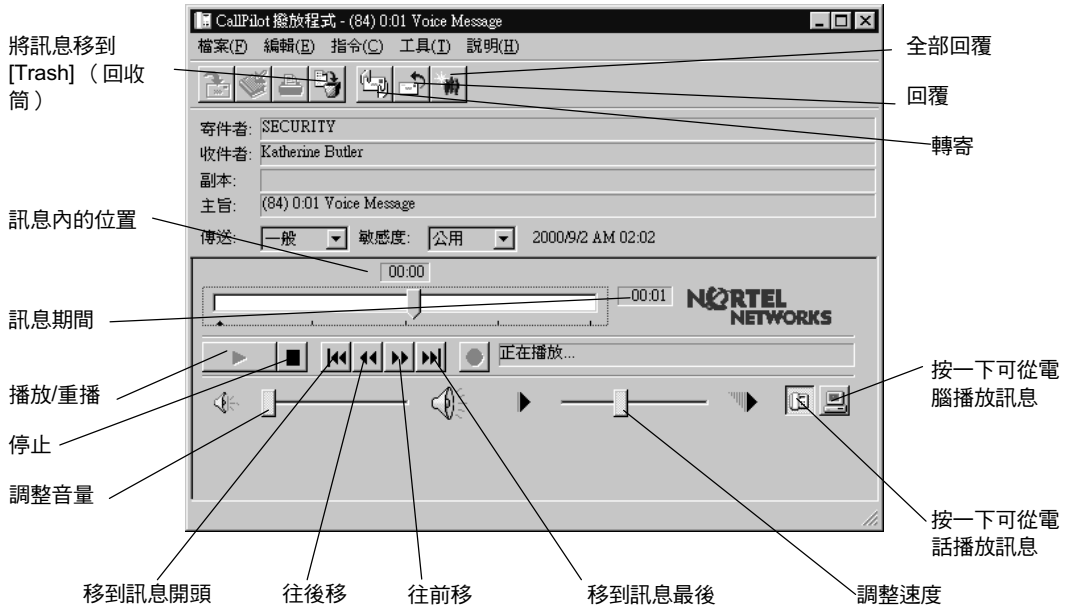 CallPilot 撥放程式 - (84) 0:01 Voice Message
檔案(F) 編輯(E) 指令(C) 工具(T) 說明(H)
將訊息移到
[Trash]（回收
筒）
全部回覆
回覆
轉寄
寄件者: SECURITY
收件者: Katherine Butler
副本:
主旨: (84) 0:01 Voice Message
傳送: 一般 敏感度: 公用 2000/9/2 AM 02:02
訊息內的位置
00:00
00:01
NORTEL
NETWORKS
訊息期間
正在播放...
播放/重播
停止
調整音量
按一下可從電
腦播放訊息
按一下可從電
話播放訊息
移到訊息開頭
往後移
往前移
移到訊息最後
調整速度